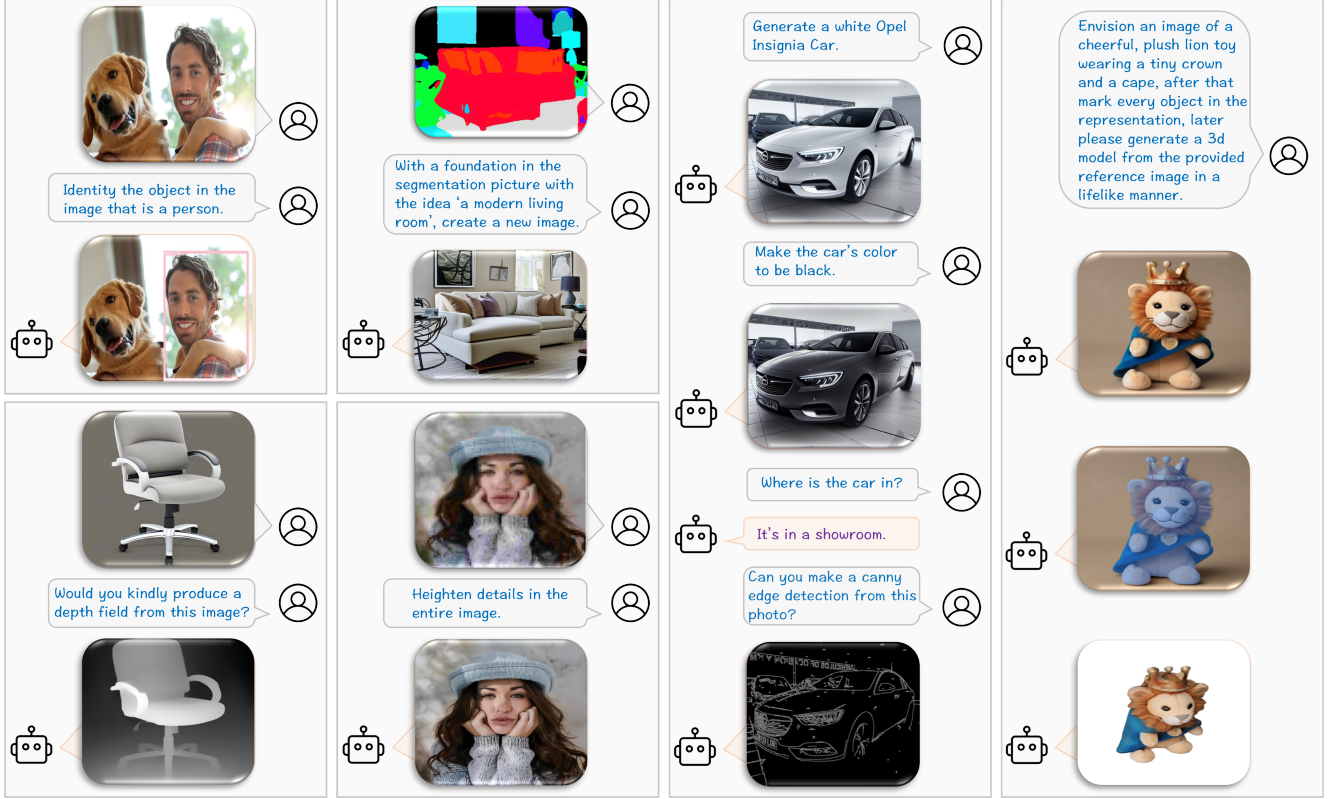 Identity the object in the
image that is a person.
Would you kindly produce a
depth field from this image?
With a foundation in the
segmentation picture with
the idea ‘a modern living
room’, create a new image.
Heighten details in the
entire image.
Generate a white Opel
Insignia Car.
Make the car’s color
to be black.
Where is the car in?
It’s in a showroom.
Can you make a canny
edge detection from this
photo?
Envision an image of a
cheerful, plush lion toy
wearing a tiny crown
and a cape, after that
mark every object in the
representation, later
please generate a 3d
model from the provided
reference image in a
lifelike manner.